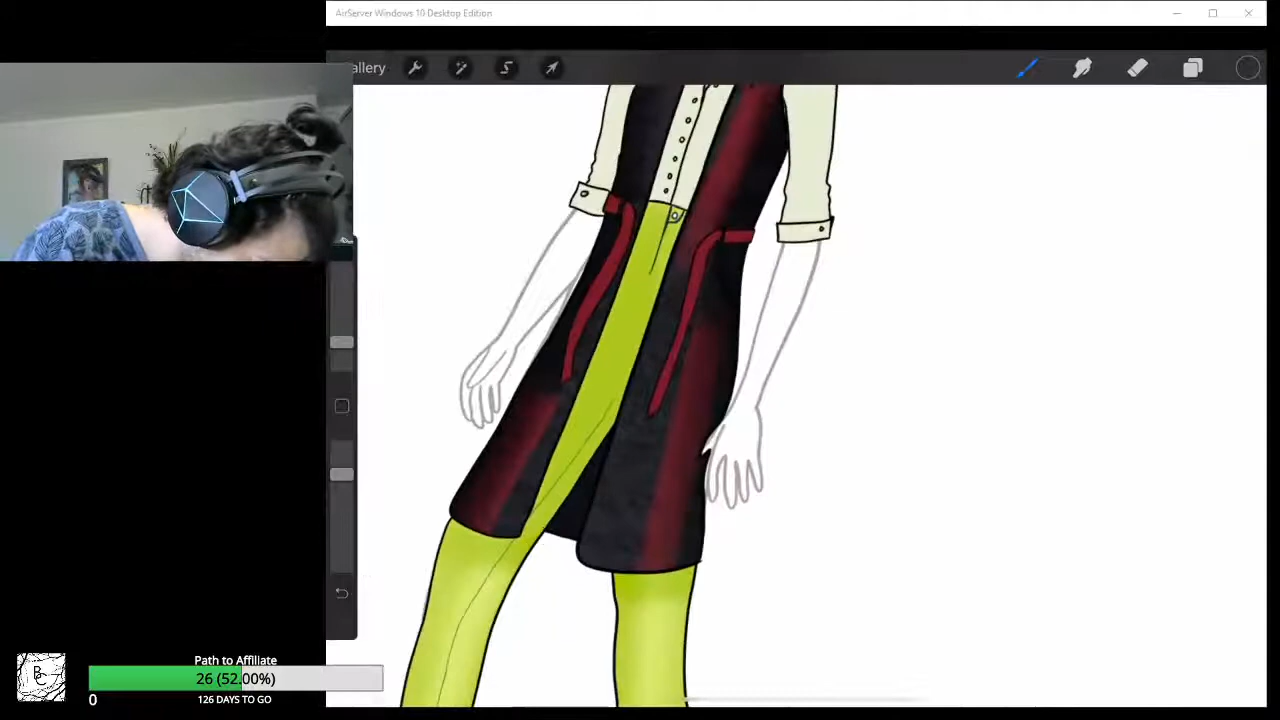 AirServer Windows 10 Desktop Edition
allery
Path to Affiliate
26 (52.00%)
0
126 DAYS TO GO
B